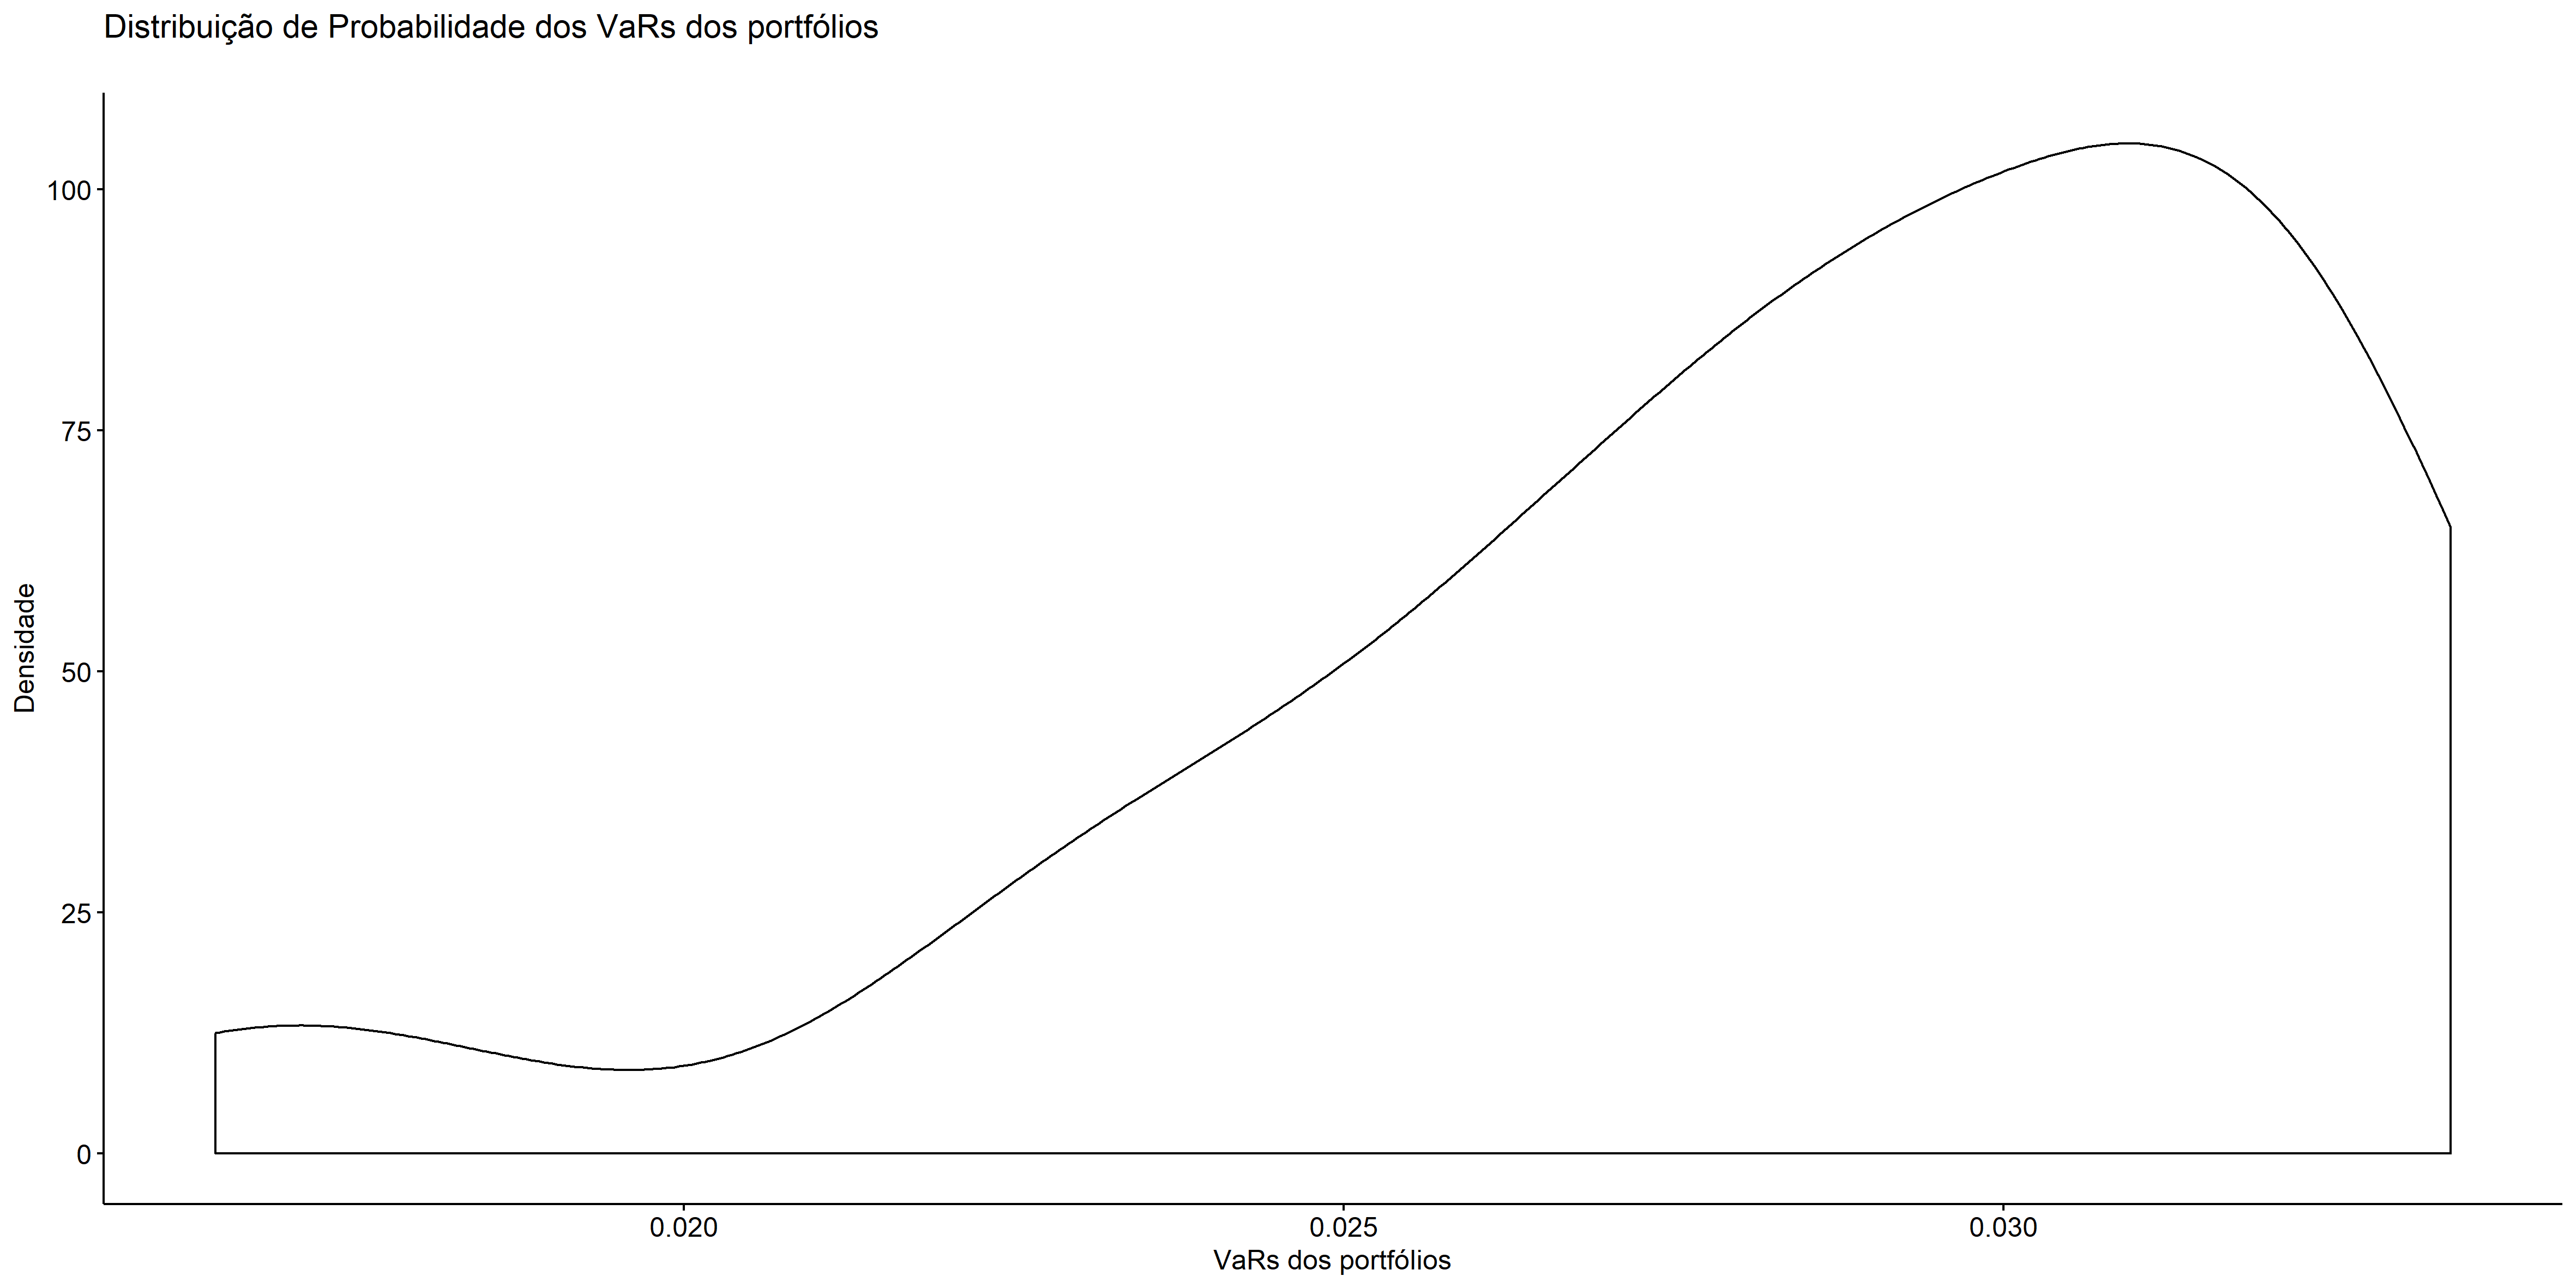 Distribuição de Probabilidade dos VaRs dos portfólios
100
75
50
25
0
Densidade
0.020 0.025 0.030
VaRs dos portfólios